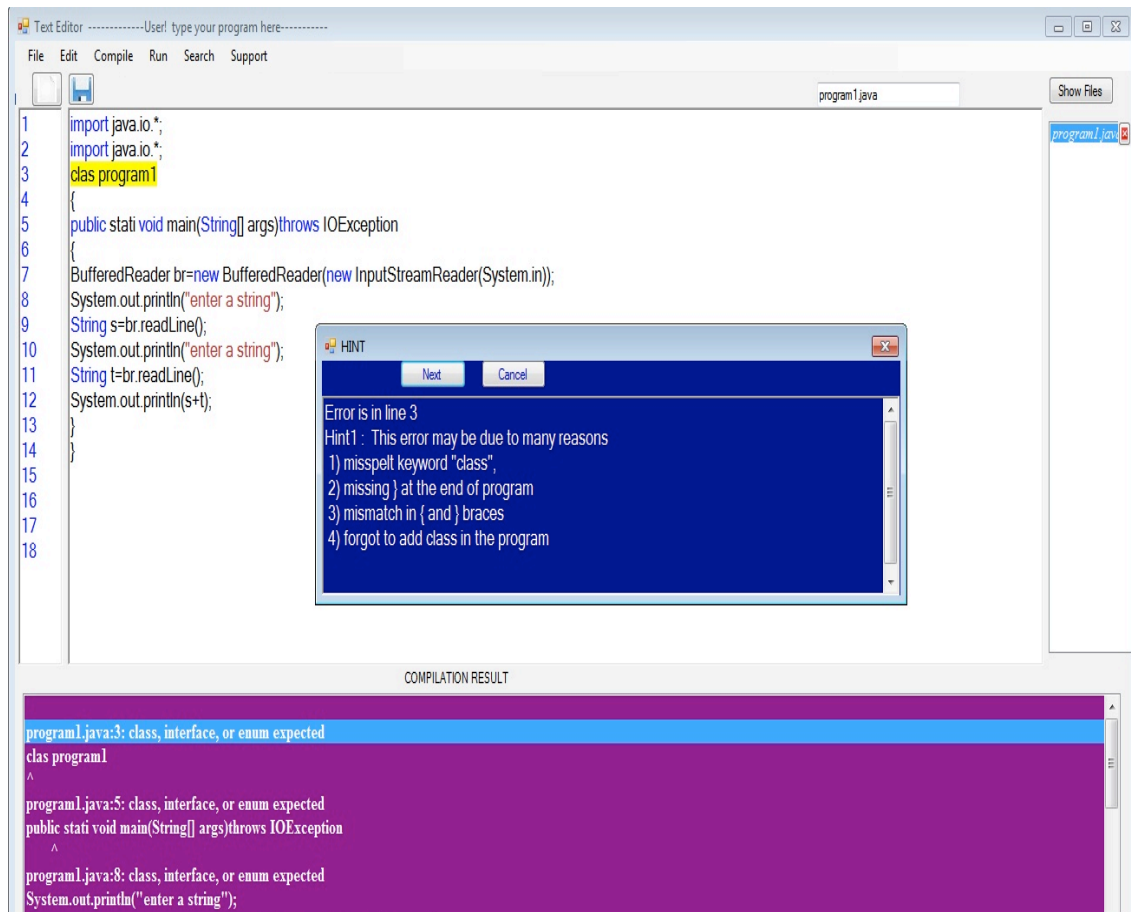 Text Editor -------------User! type your program here-----------
File Edit Compile Run Search Support
program1.java
Show Files
1 import java.io.*;
2 import java.io.*;
3 clas program1
4 {
5 public stati void main(String[] args)throws IOException
6 {
7 BufferedReader br=new BufferedReader(new InputStreamReader(System.in));
8 System.out.println("enter a string");
9 String s=br.readLine();
10 System.out.println("enter a string");
11 String t=br.readLine();
12 System.out.println(s+t);
13 }
14 }
15
16
17
18
program1.java
HINT
Next Cancel
Error is in line 3
Hint1 : This error may be due to many reasons
1) misspelt keyword "class",
2) missing } at the end of program
3) mismatch in { and } braces
4) forgot to add class in the program
COMPILATION RESULT
program1.java:3: class, interface, or enum expected
clas program1
^
program1.java:5: class, interface, or enum expected
public stati void main(String[] args)throws IOException
^
program1.java:8: class, interface, or enum expected
System.out.println("enter a string");